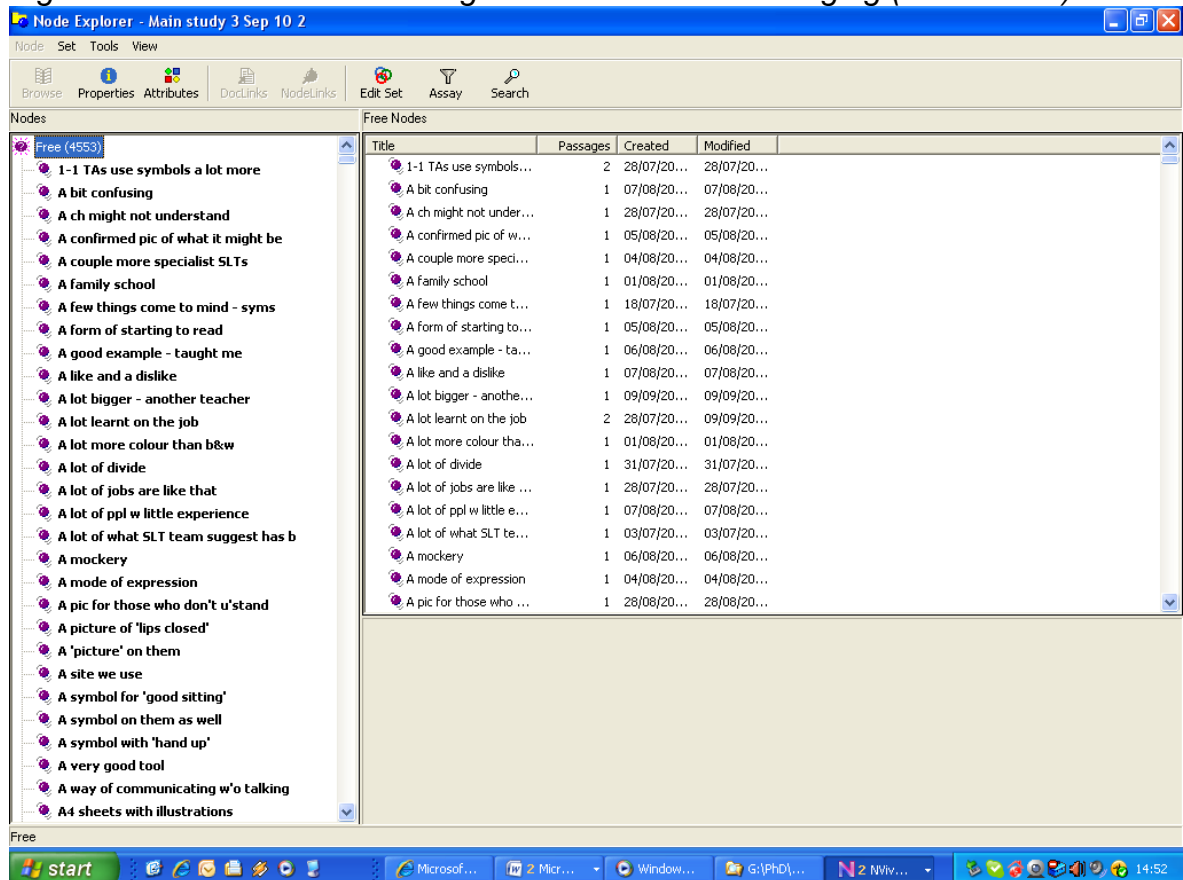 Node Explorer - Main study 3 Sep 10 2
Node Set Tools View
Browse Properties Attributes DocLinks NodeLinks Edit Set Assay Search
Nodes
Free (4553)
1-1 TAs use symbols a lot more
A bit confusing
A ch might not understand
A confirmed pic of what it might be
A couple more specialist SLTs
A family school
A few things come to mind - syms
A form of starting to read
A good example - taught me
A like and a dislike
A lot bigger - another teacher
A lot learnt on the job
A lot more colour than b&w
A lot of divide
A lot of jobs are like that
A lot of ppl w little experience
A lot of what SLT team suggest has b
A mockery
A mode of expression
A pic for those who don't u'stand
A picture of 'lips closed'
A 'picture' on them
A site we use
A symbol for 'good sitting'
A symbol on them as well
A symbol with 'hand up'
A very good tool
A way of communicating w'o talking
A4 sheets with illustrations
Free Nodes
Title Passages Created Modified
1-1 TAs use symbols... 2 28/07/20... 28/07/20...
A bit confusing 1 07/08/20... 07/08/20...
A ch might not under... 1 28/07/20... 28/07/20...
A confirmed pic of w... 1 05/08/20... 05/08/20...
A couple more speci... 1 04/08/20... 04/08/20...
A family school 1 01/08/20... 01/08/20...
A few things come t... 1 18/07/20... 18/07/20...
A form of starting to... 1 05/08/20... 05/08/20...
A good example - ta... 1 06/08/20... 06/08/20...
A like and a dislike 1 07/08/20... 07/08/20...
A lot bigger - anothe... 1 09/09/20... 09/09/20...
A lot learnt on the job 2 28/07/20... 09/09/20...
A lot more colour tha... 1 01/08/20... 01/08/20...
A lot of divide 1 31/07/20... 31/07/20...
A lot of jobs are like ... 1 28/07/20... 28/07/20...
A lot of ppl w little e... 1 07/08/20... 07/08/20...
A lot of what SLT te... 1 03/07/20... 03/07/20...
A mockery 1 06/08/20... 06/08/20...
A mode of expression 1 04/08/20... 04/08/20...
A pic for those who ... 1 28/08/20... 28/08/20...
Free
start Microsof... 2 Micr... Window... G:\PhD\... 2 NViv... 14:52